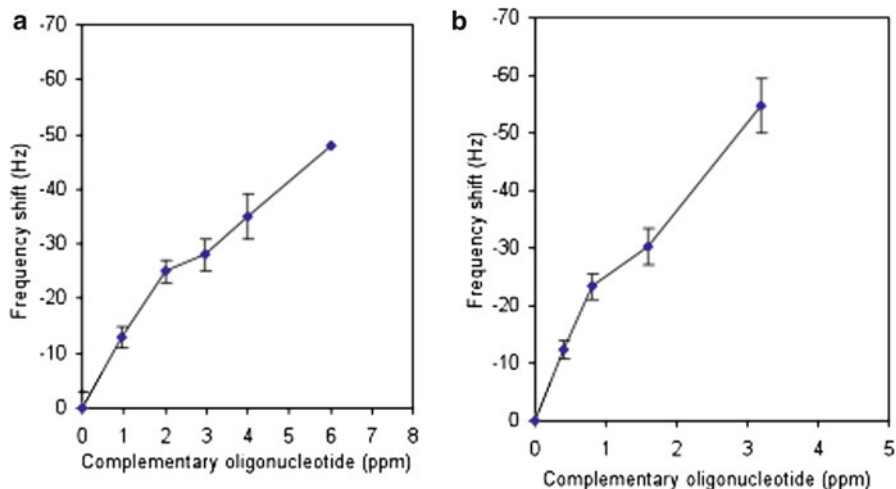 a
-70
-60
-50
-40
-30
-20
-10
0
Frequency shift (Hz)
0 1 2 3 4 5 6 7 8
Complementary oligonucleotide (ppm)
b
-70
-60
-50
-40
-30
-20
-10
0
Frequency shift (Hz)
0 1 2 3 4 5
Complementary oligonucleotide (ppm)